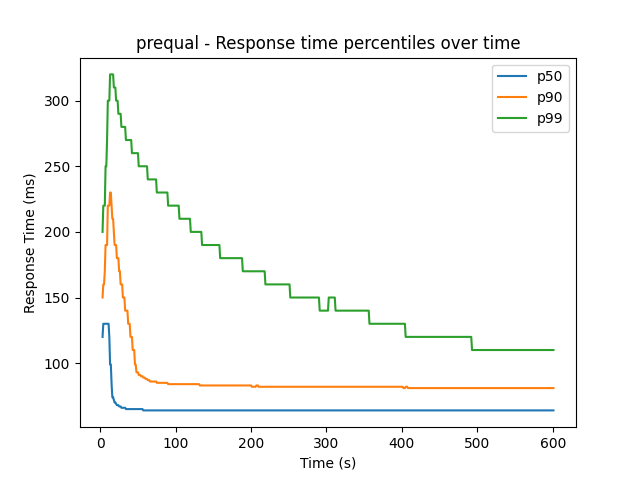 prequal - Response time percentiles over time
p50
p90
p99
Response Time (ms)
300
250
200
150
100
0 100 200 300 400 500 600
Time (s)